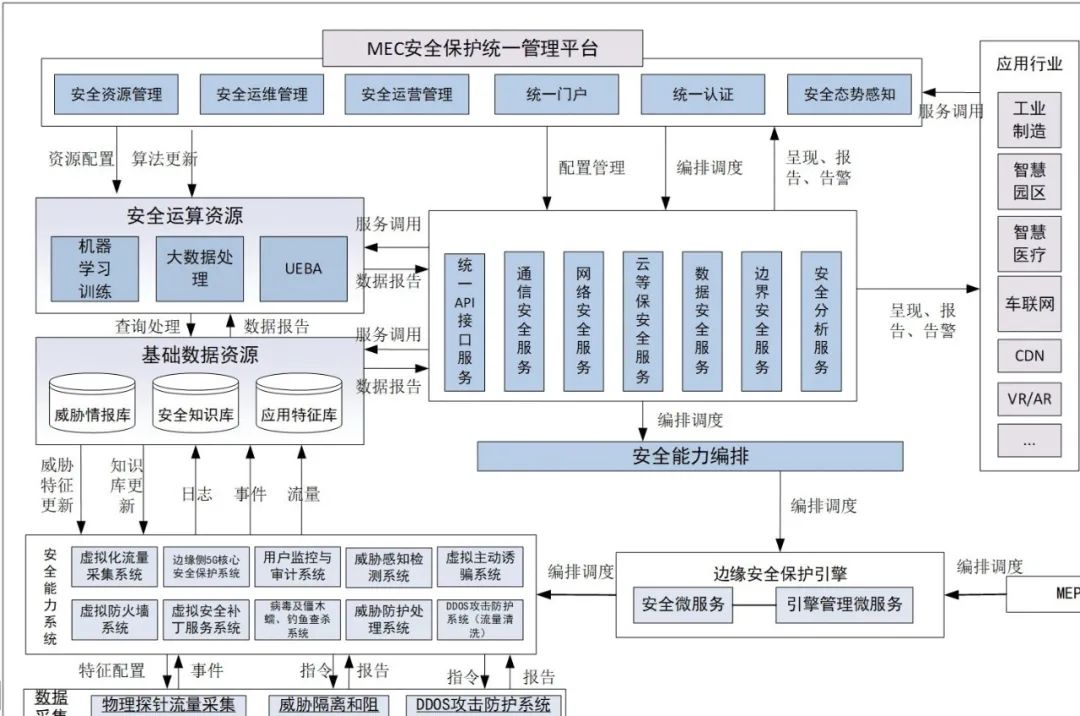 MEC安全保护统一管理平台
安全资源管理
安全运维管理
安全运营管理
统一门户
统一认证
安全态势感知
服务调用
应用行业
工业
制造
智慧
园区
智慧
医疗
车联网
CDN
VR/AR
...
资源配置
算法更新
配置管理
编排调度
呈现、报
告、告警
安全运算资源
机器
学习
训练
大数据处
理
UEBA
服务调用
数据报告
查询处理
数据报告
基础数据资源
威胁情报库
安全知识库
应用特征库
服务调用
数据报告
统一API接口服务
通信安全服务
网络安全服务
云等保安全服务
数据安全服务
边界安全服务
安全分析服务
呈现、报
告、告警
编排调度
安全能力编排
编排调度
威胁
特征
更新
知识
库更
新
日志
事件
流量
安全能力系统
虚拟化流量
采集系统
边缘侧5G核心
安全保护系统
用户监控与
审计系统
威胁感知检
测系统
虚拟主动诱
骗系统
虚拟防火墙
系统
虚拟安全补
丁服务系统
病毒及僵木
蠕、钓鱼查杀
系统
威胁防护处
理系统
DDOS攻击防护
系统（流量清
洗）
编排调度
边缘安全保护引擎
安全微服务
引擎管理微服务
编排调度
MEP
特征配置
事件
指令
报告
指令
报告
数据
采集
物理探针流量采集
威胁隔离和阻
DDOS攻击防护系统